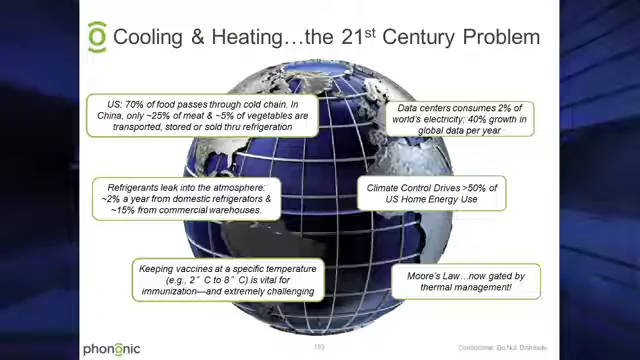 Cooling & Heating…the 21st Century Problem
US: 70% of food passes through cold chain. In
China, only ~25% of meat & ~5% of vegetables are
transported, stored or sold thru refrigeration
Data centers consumes 2% of
world's electricity; 40% growth in
global data per year
Refrigerants leak into the atmosphere:
~2% a year from domestic refrigerators &
~15% from commercial warehouses.
Climate Control Drives >50% of
US Home Energy Use
Keeping vaccines at a specific temperature
(e.g., 2° C to 8° C) is vital for
immunization—and extremely challenging
Moore's Law…now gated by
thermal management!
phononic
Confidential: Do Not Distribute